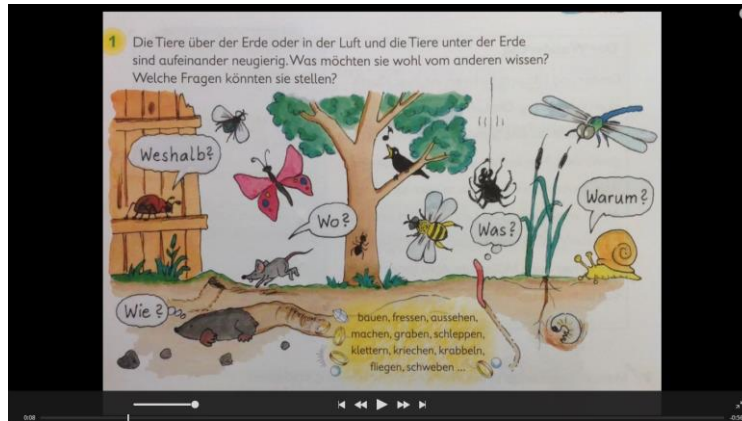 1 Die Tiere über der Erde oder in der Luft und die Tiere unter der Erde
sind aufeinander neugierig. Was möchten sie wohl vom anderen wissen?
Welche Fragen könnten sie stellen?
Weshalb?
Wo?
Was?
Warum?
Wie?
bauen, fressen, aussehen,
machen, graben, schleppen,
klettern, kriechen, krabbeln,
fliegen, schweben ...
0:08